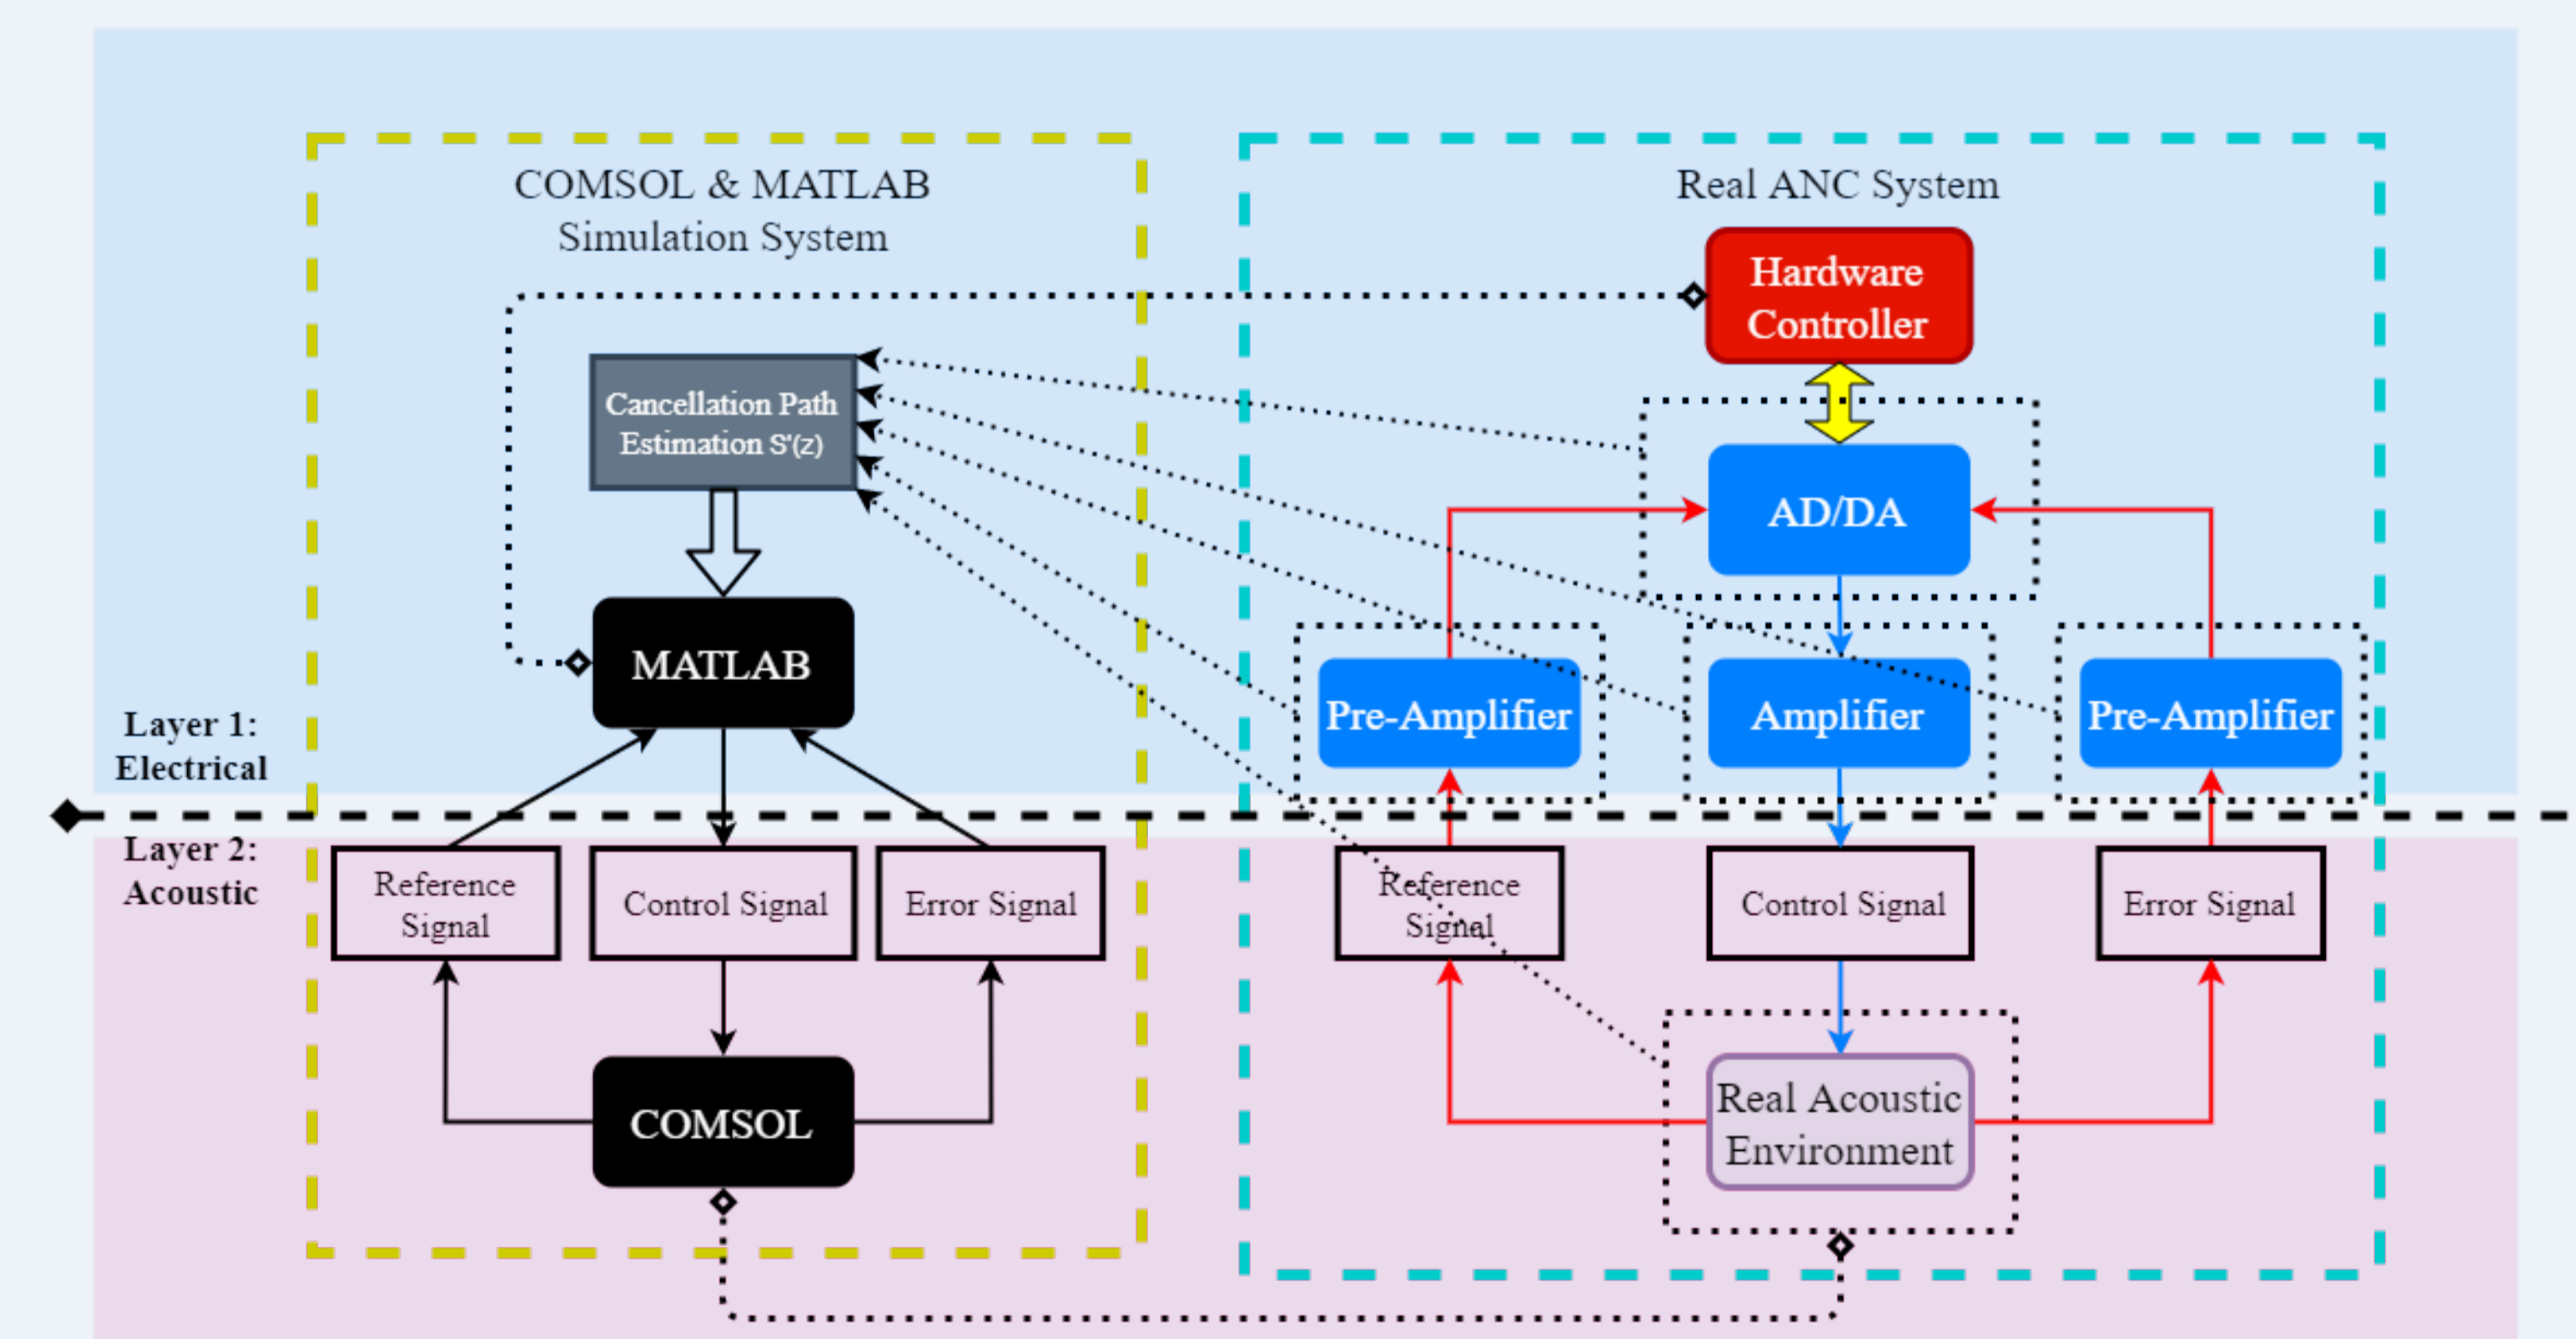 COMSOL & MATLAB
Simulation System
Real ANC System
Hardware
Controller
Cancellation Path
Estimation S'(z)
AD/DA
MATLAB
Pre-Amplifier
Amplifier
Pre-Amplifier
Layer 1:
Electrical
Layer 2:
Acoustic
Reference
Signal
Control Signal
Error Signal
Reference
Signal
Control Signal
Error Signal
COMSOL
Real Acoustic
Environment